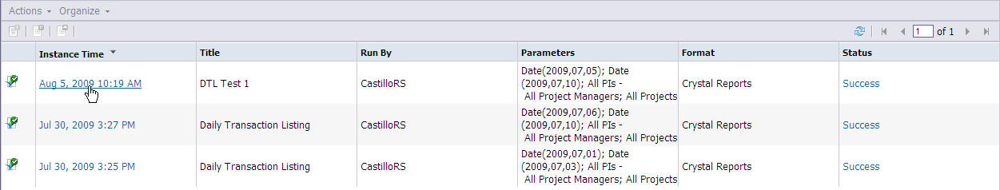 Actions Organize
1 of 1
Instance Time Title Run By Parameters Format Status
Aug 5, 2009 10:19 AM DTL Test 1 CastilloRS Date(2009,07,05); Date
(2009,07,10); All PIs -
All Project Managers; All Projects Crystal Reports Success
Jul 30, 2009 3:27 PM Daily Transaction Listing CastilloRS Date(2009,07,06); Date
(2009,07,10); All PIs -
All Project Managers; All Projects Crystal Reports Success
Jul 30, 2009 3:25 PM Daily Transaction Listing CastilloRS Date(2009,07,01); Date
(2009,07,03); All PIs -
All Project Managers; All Projects Crystal Reports Success